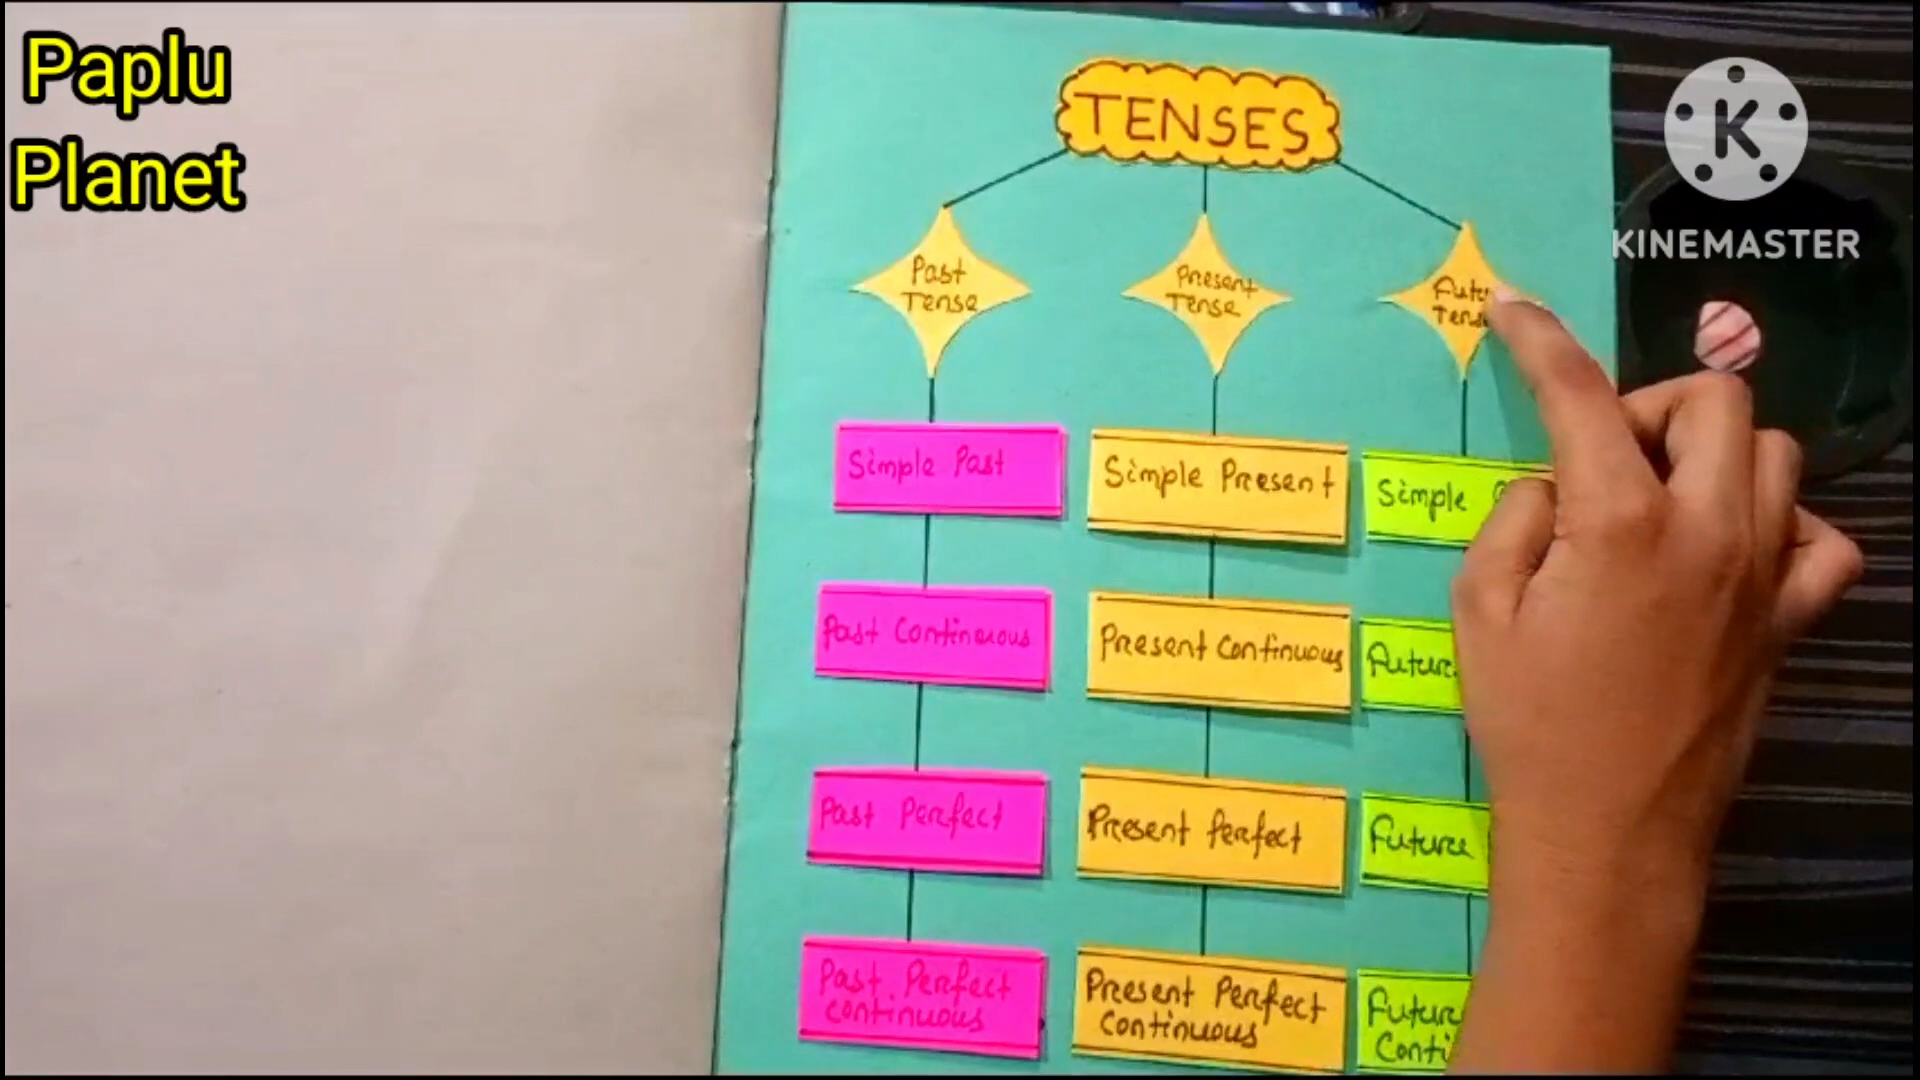 Paplu
Planet
KINEMASTER
TENSES
Past
Tense
Present
Tense
Simple Past
Simple Present
Simple
Past Continuous
Present Continuous
Past Perfect
Present Perfect
Future
Past Perfect
continuous
Present Perfect
Continuous